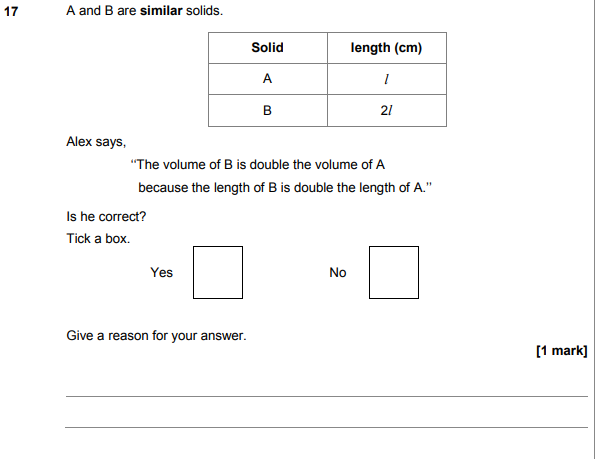 17 A and B are similar solids.
Solid length (cm)
A l
B 2l
Alex says,
“The volume of B is double the volume of A
because the length of B is double the length of A.”
Is he correct?
Tick a box.
Yes No
Give a reason for your answer.
[1 mark]